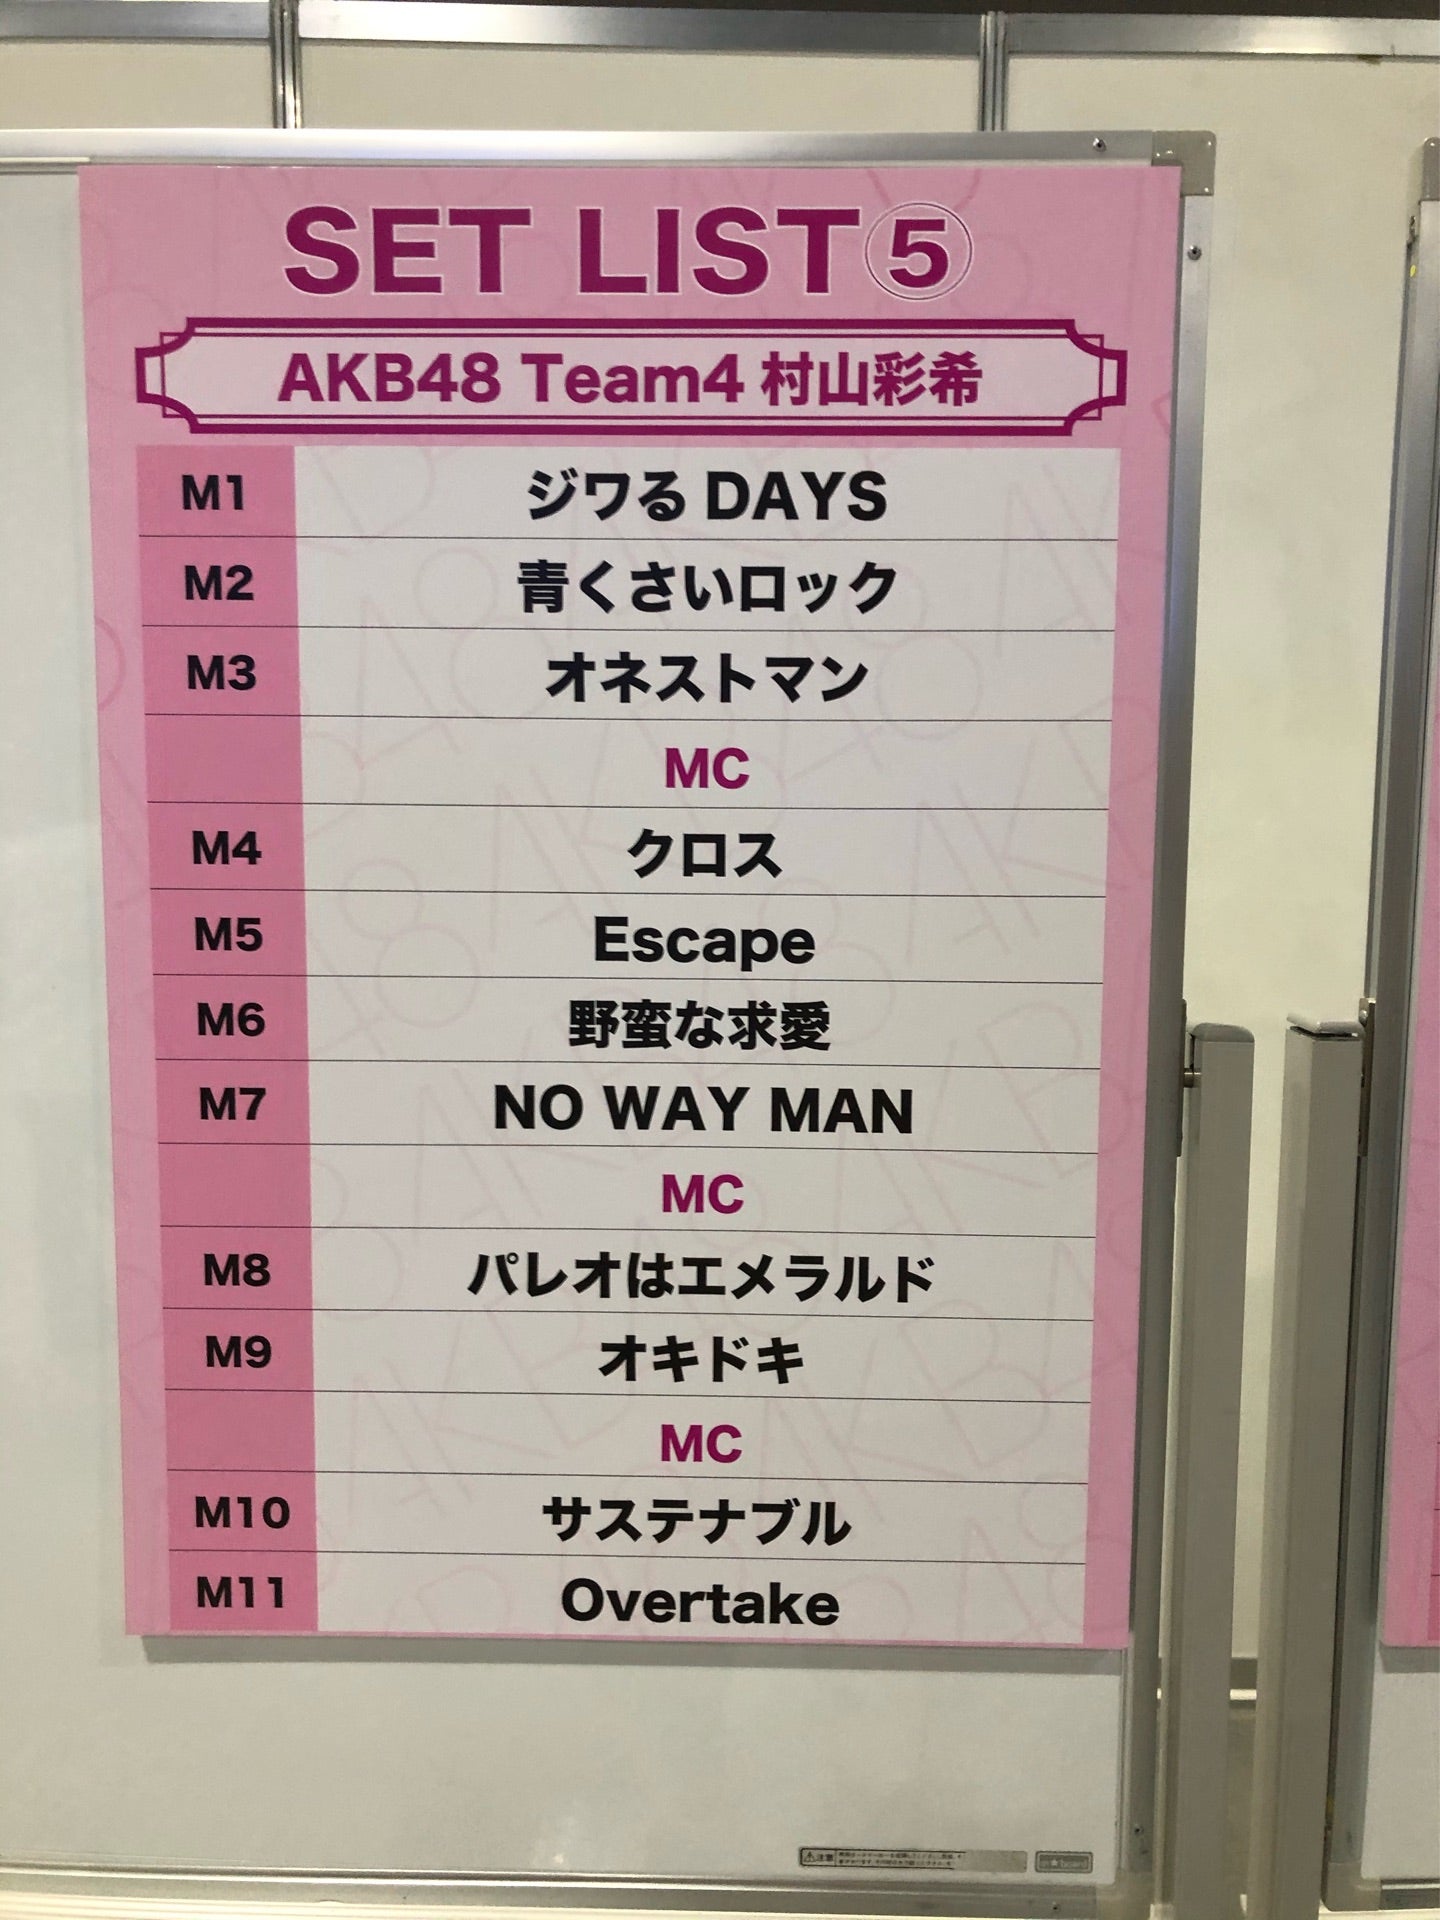 SET LIST⑤
AKB48 Team4 村山彩希
M1 ジワるDAYS
M2 青くさいロック
M3 オネストマン
MC
M4 クロス
M5 Escape
M6 野蛮な求愛
M7 NO WAY MAN
MC
M8 パレオはエメラルド
M9 オキドキ
MC
M10 サステナブル
M11 Overtake
注意